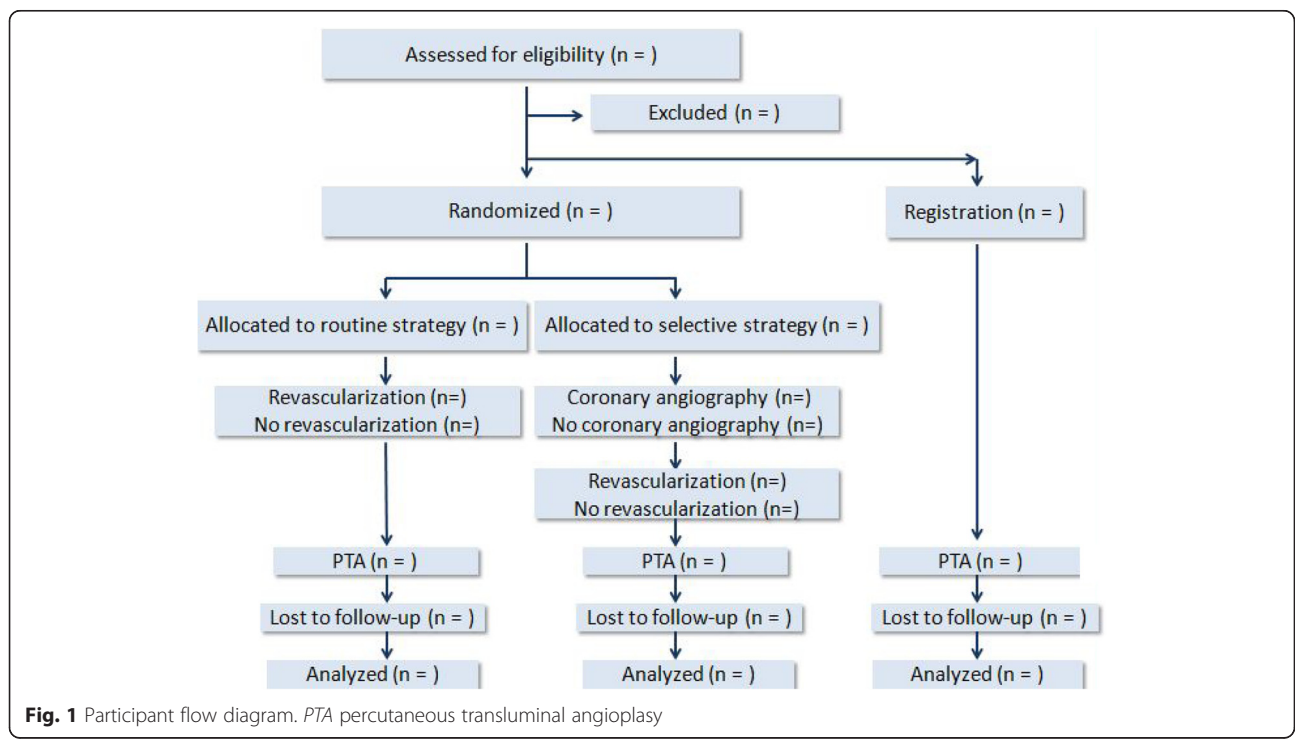 Assessed for eligibility (n = )
Excluded (n = )
Randomized (n = )
Registration (n = )
Allocated to routine strategy (n = )
Allocated to selective strategy (n = )
Revascularization (n=)
No revascularization (n=)
Coronary angiography (n=)
No coronary angiography (n=)
Revascularization (n=)
No revascularization (n=)
PTA (n = )
PTA (n = )
PTA (n = )
Lost to follow-up (n = )
Lost to follow-up (n = )
Lost to follow-up (n = )
Analyzed (n = )
Analyzed (n = )
Analyzed (n = )
Fig. 1 Participant flow diagram. PTA percutaneous transluminal angioplasy